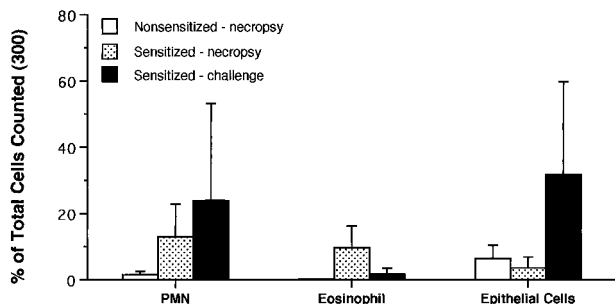 % of Total Cells Counted (300)
80
60
40
20
0
Nonsensitized - necropsy
Sensitized - necropsy
Sensitized - challenge
PMN
Eosinophil
Epithelial Cells